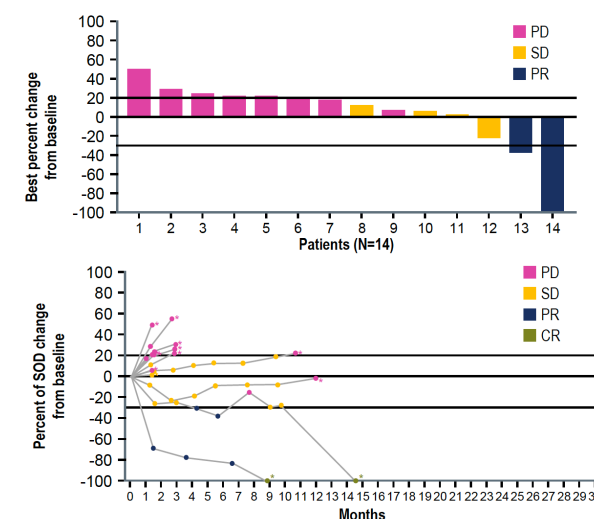 Best percent change
from baseline
100
80
60
40
20
0
-20
-40
-60
-80
-100
PD
SD
PR
1 2 3 4 5 6 7 8 9 10 11 12 13 14
Patients (N=14)
Percent of SOD change
from baseline
100
80
60
40
20
0
-20
-30
-40
-60
-80
-100
PD
SD
PR
CR
* * * * * * * * * *
0 1 2 3 4 5 6 7 8 9 10 11 12 13 14 15 16 17 18 19 20 21 22 23 24 25 26 27 28 29
Months